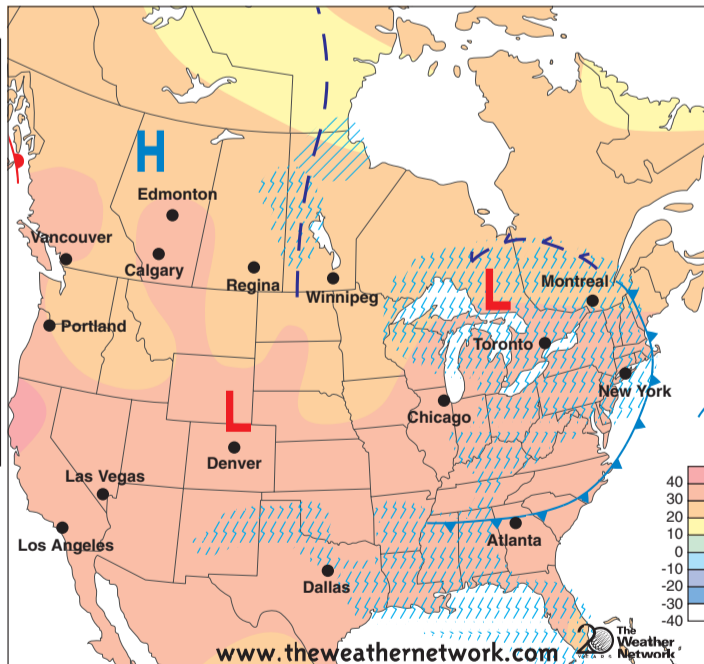 H
Edmonton
Vancouver
Calgary
Regina
Winnipeg
L
Montreal
Portland
Toronto
New York
L
Chicago
Denver
Las Vegas
Los Angeles
Atlanta
Dallas
40
30
20
10
0
-10
-20
-30
-40
www.theweathernetwork.com
20
The
Weather
Network